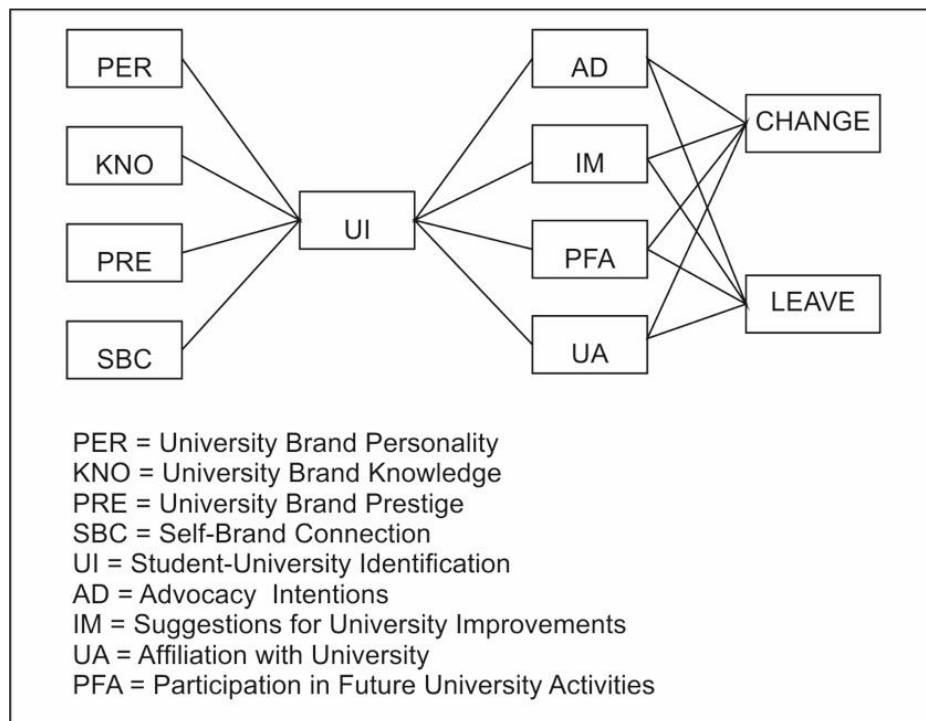 PER
KNO
PRE
SBC
UI
AD
IM
PFA
UA
CHANGE
LEAVE
PER = University Brand Personality
KNO = University Brand Knowledge
PRE = University Brand Prestige
SBC = Self-Brand Connection
UI = Student-University Identification
AD = Advocacy Intentions
IM = Suggestions for University Improvements
UA = Affiliation with University
PFA = Participation in Future University Activities